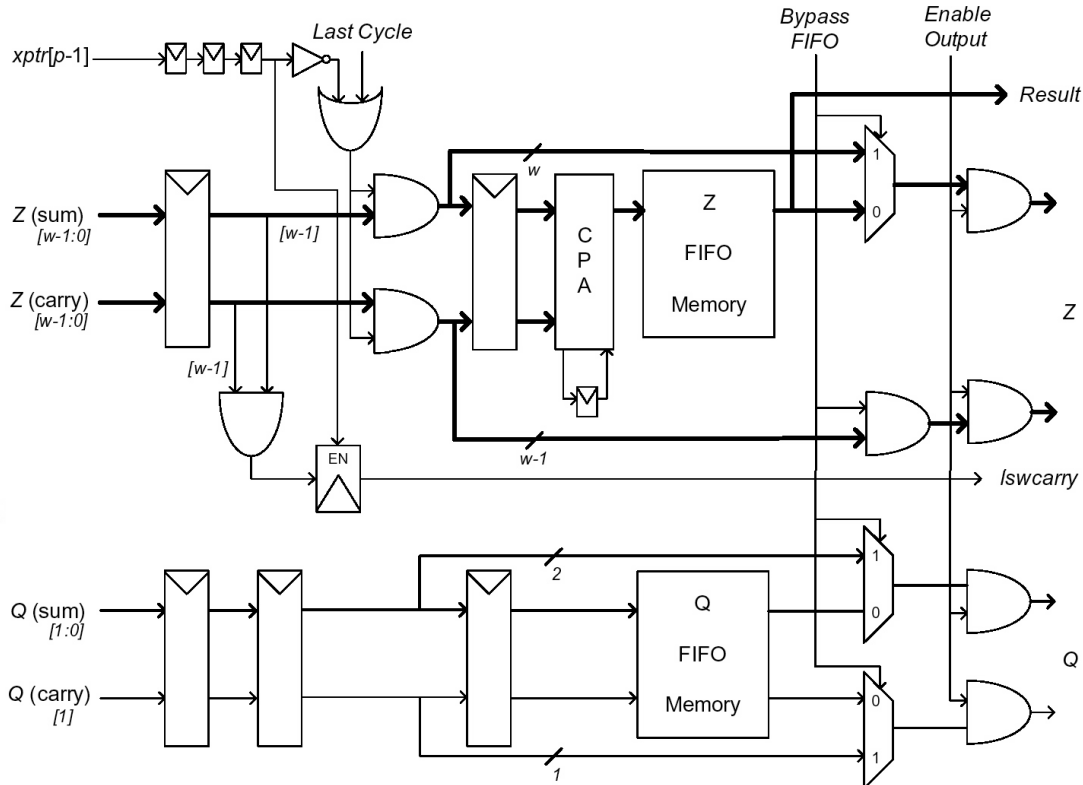 Bypass
FIFO
Enable
Output
Last Cycle
xptr[p-1]
Result
1
w
0
Z (sum)
[w-1:0]
[w-1]
C
P
A
Z
FIFO
Memory
Z (carry)
[w-1:0]
Z
[w-1]
w-1
EN
lswcarry
2
1
Q (sum)
[1:0]
0
Q
FIFO
Memory
Q
Q (carry)
[1]
0
1
1